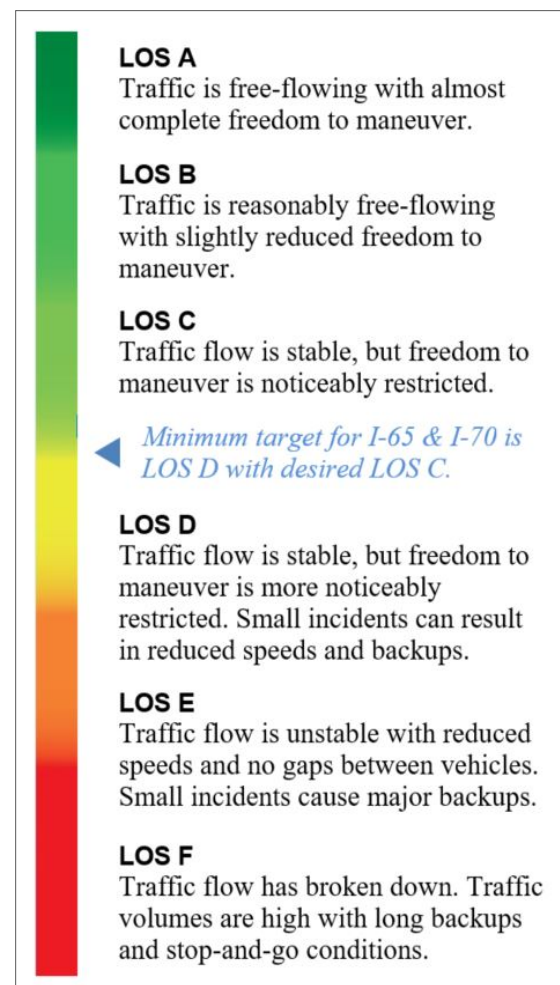 LOS A
Traffic is free-flowing with almost
complete freedom to maneuver.
LOS B
Traffic is reasonably free-flowing
with slightly reduced freedom to
maneuver.
LOS C
Traffic flow is stable, but freedom to
maneuver is noticeably restricted.
Minimum target for I-65 & I-70 is
LOS D with desired LOS C.
LOS D
Traffic flow is stable, but freedom to
maneuver is more noticeably
restricted. Small incidents can result
in reduced speeds and backups.
LOS E
Traffic flow is unstable with reduced
speeds and no gaps between vehicles.
Small incidents cause major backups.
LOS F
Traffic flow has broken down. Traffic
volumes are high with long backups
and stop-and-go conditions.